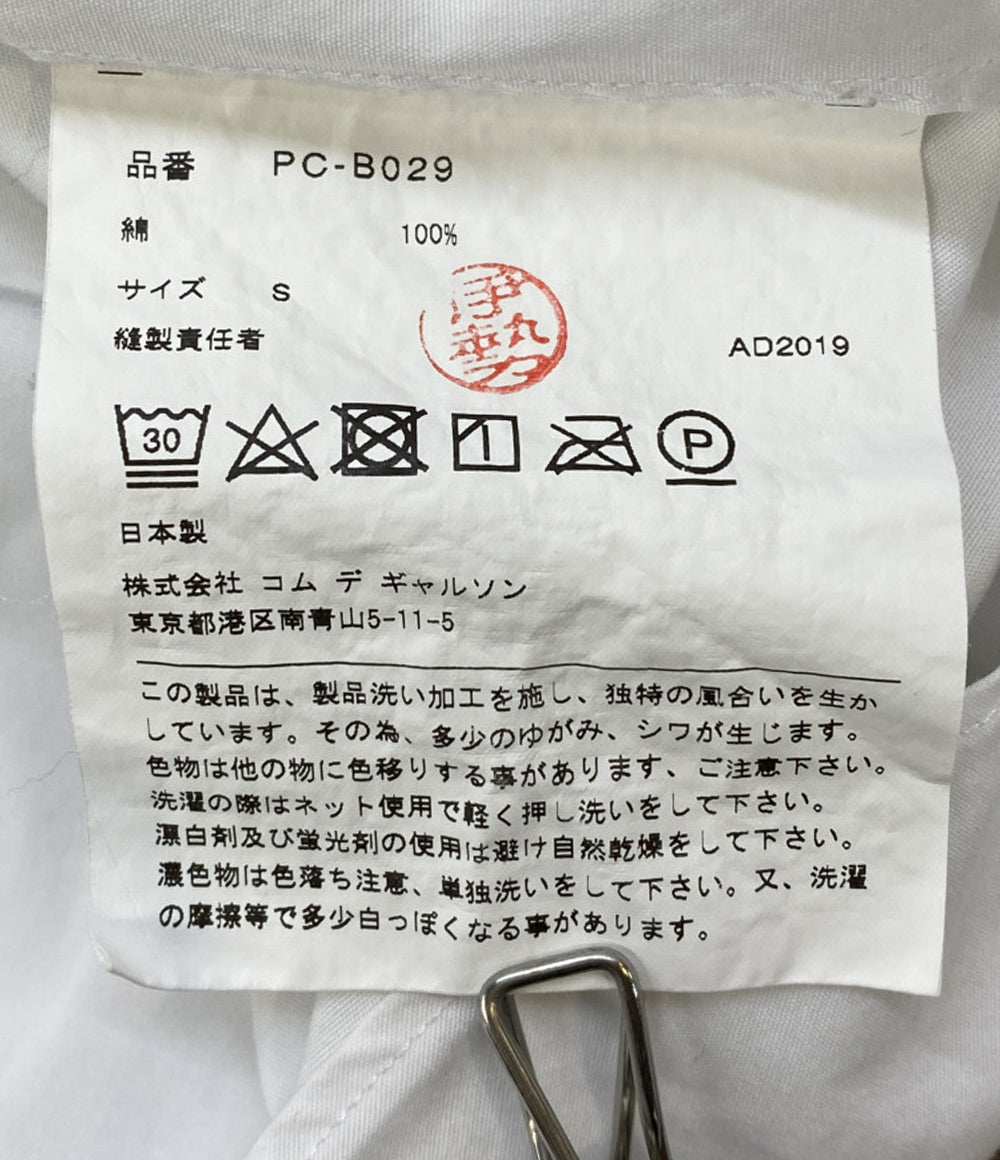 品番 PC-B029
綿 100%
サイズ S
縫製責任者 伊勢 AD2019
30 P
日本製
株式会社 コム デ ギャルソン
東京都港区南青山5-11-5
この製品は、製品洗い加工を施し、独特の風合いを生か
しています。その為、多少のゆがみ、シワが生じます。
色物は他の物に色移りする事があります、ご注意下さい。
洗濯の際はネット使用で軽く押し洗いをして下さい。
漂白剤及び蛍光剤の使用は避け自然乾燥をして下さい。
濃色物は色落ち注意、単独洗いをして下さい。又、洗濯
の摩擦等で多少白っぽくなる事があります。